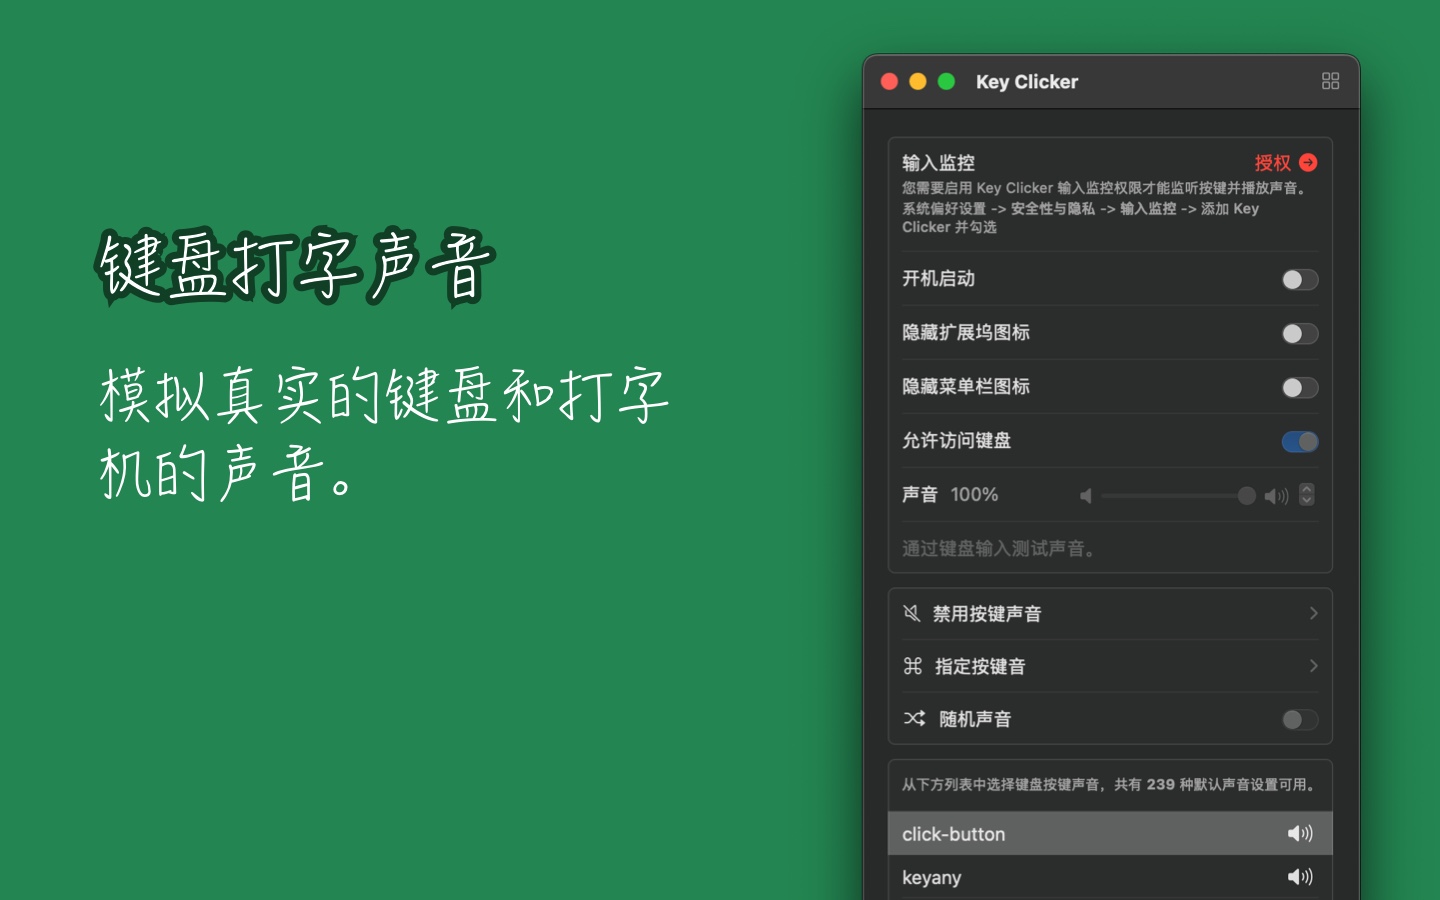 键盘打字声音
模拟真实的键盘和打字
机的声音。
Key Clicker
输入监控
授权
您需要启用 Key Clicker 输入监控权限才能监听按键并播放声音。
系统偏好设置 -> 安全性与隐私 -> 输入监控 -> 添加 Key
Clicker 并勾选
开机启动
隐藏扩展坞图标
隐藏菜单栏图标
允许访问键盘
声音 100%
通过键盘输入测试声音。
禁用按键声音
指定按键音
随机声音
从下方列表中选择键盘按键声音，共有 239 种默认声音设置可用。
click-button
keyany